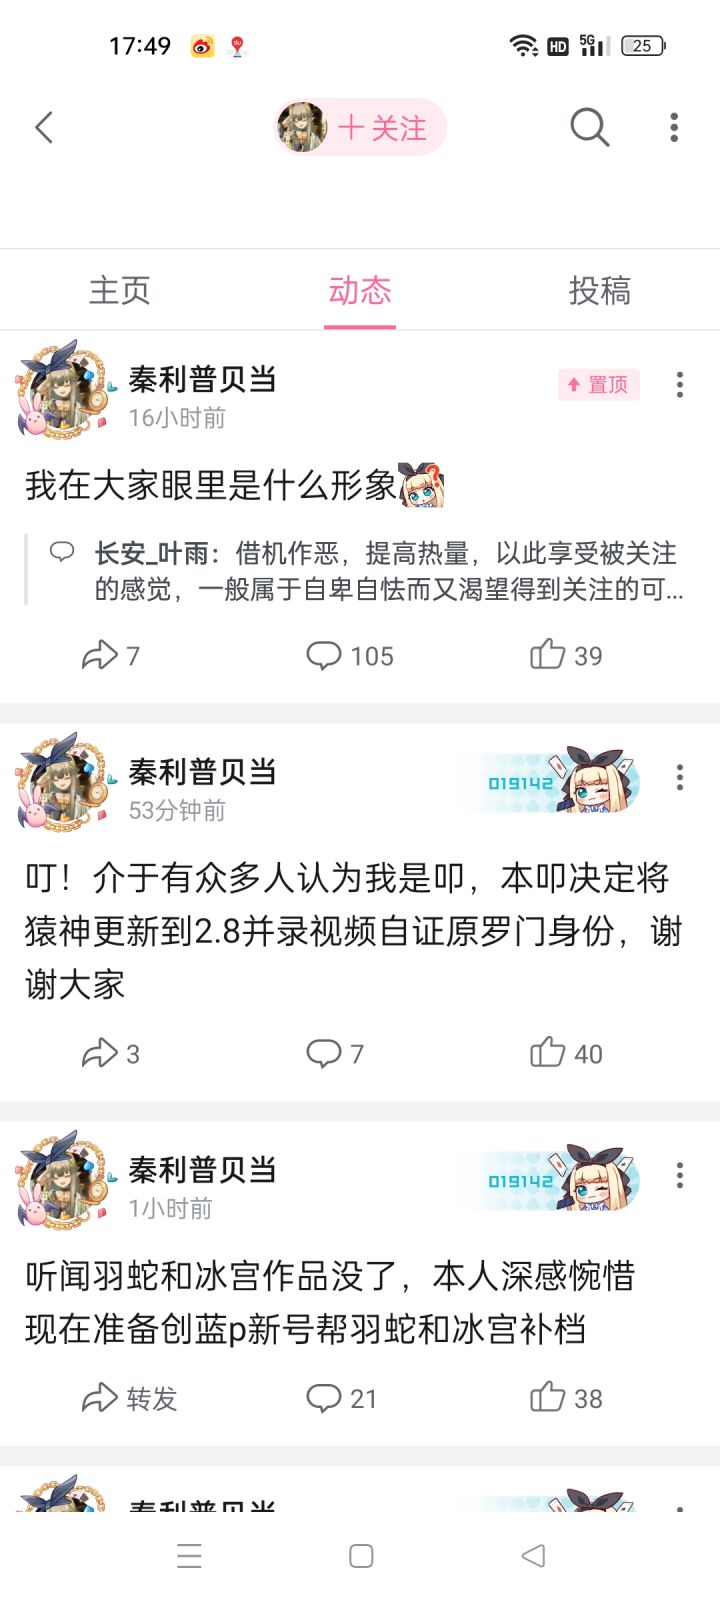 17:49
HD
5G
25
十关注
主页
动态
投稿
秦利普贝当
置顶
16小时前
我在大家眼里是什么形象
长安_叶雨：借机作恶，提高热量，以此享受被关注
的感觉，一般属于自卑自怯而又渴望得到关注的可...
7
105
39
秦利普贝当
019142
53分钟前
叮！介于有众多人认为我是叩，本叩决定将
猿神更新到2.8并录视频自证原罗门身份，谢
谢大家
3
7
40
秦利普贝当
019142
1小时前
听闻羽蛇和冰宫作品没了，本人深感惋惜
现在准备创蓝p新号帮羽蛇和冰宫补档
转发
21
38
秦利普贝当